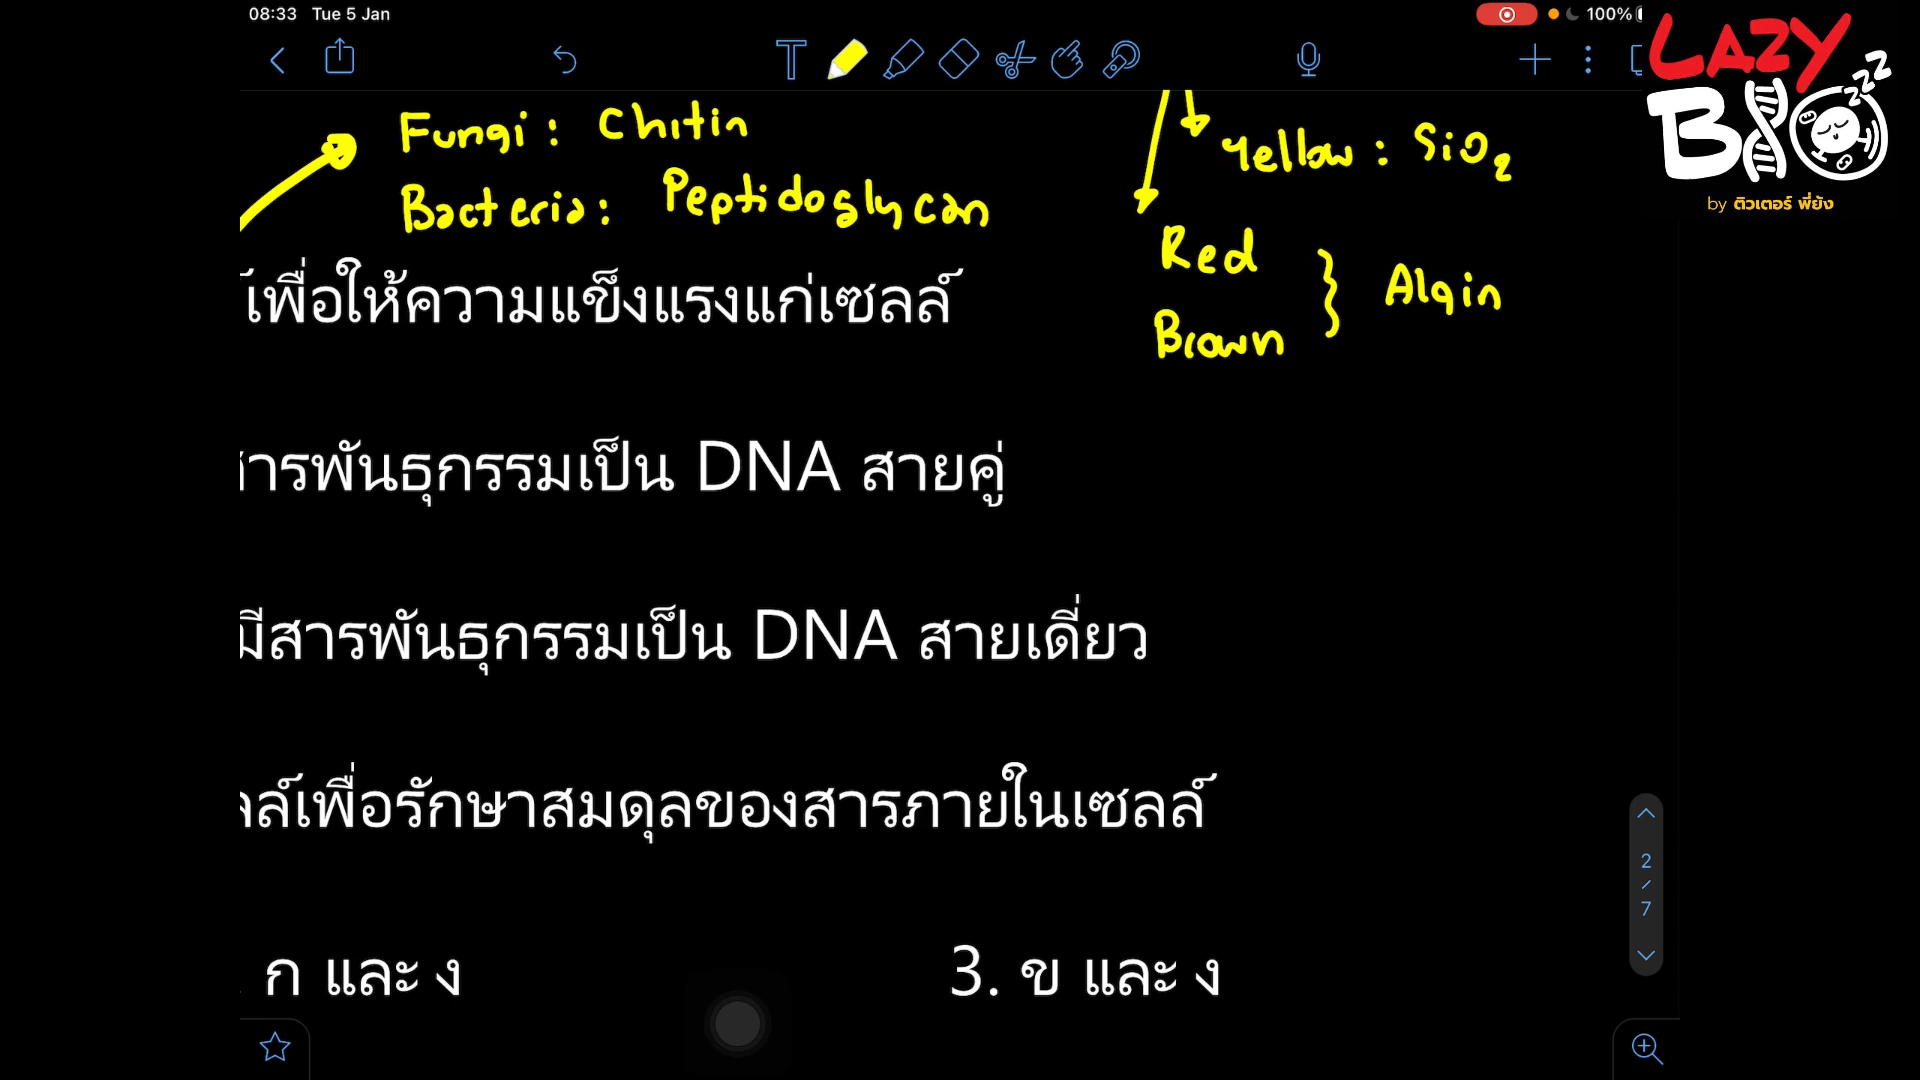 08:33 Tue 5 Jan
100%
LAZY
BIO
zzz
by ติวเตอร์ พี่ยัง
Fungi : Chitin
Bacteria : Peptidoglycan
Yellow : SiO2
Red
Brown } Algin
เพื่อให้ความแข็งแรงแก่เซลล์
สารพันธุกรรมเป็น DNA สายคู่
มีสารพันธุกรรมเป็น DNA สายเดี่ยว
ลล์เพื่อรักษาสมดุลของสารภายในเซลล์
2
/
7
. ก และ ง
3. ข และ ง